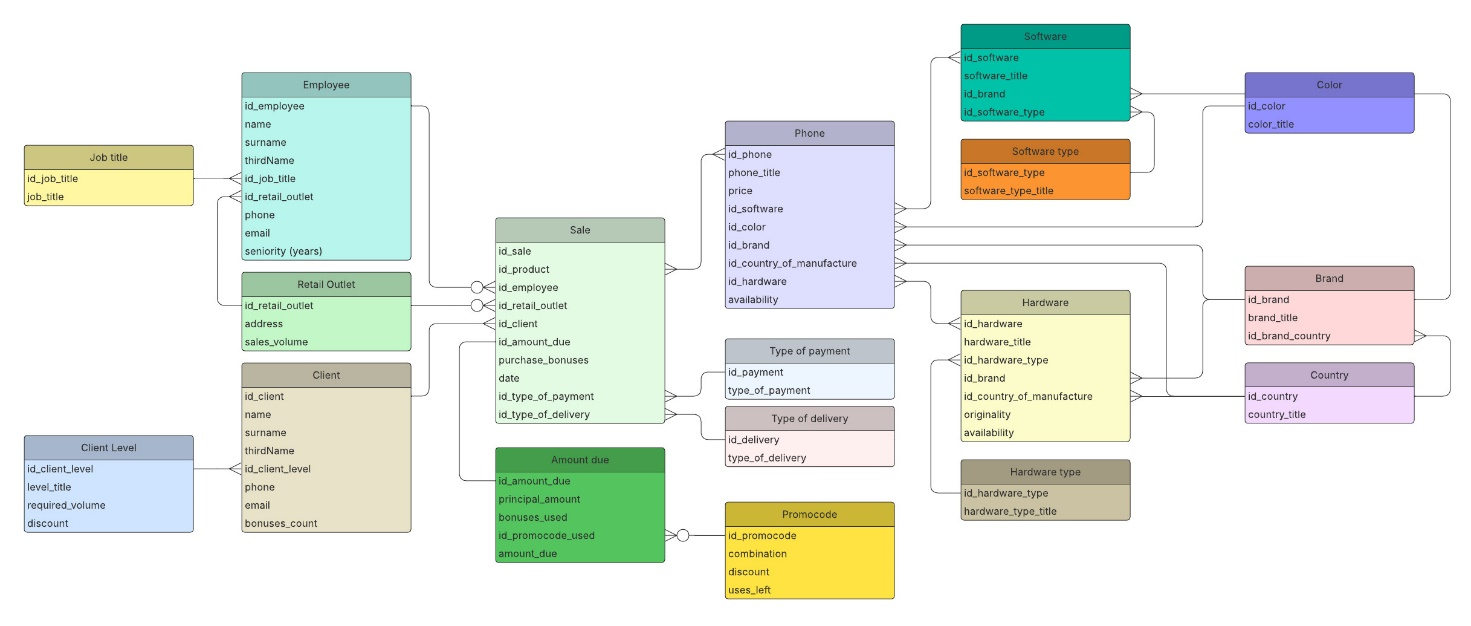 Job title
id_job_title
job_title
Client Level
id_client_level
level_title
required_volume
discount
Employee
id_employee
name
surname
thirdName
id_job_title
id_retail_outlet
phone
email
seniority (years)
Retail Outlet
id_retail_outlet
address
sales_volume
Client
id_client
name
surname
thirdName
id_client_level
phone
email
bonuses_count
Sale
id_sale
id_product
id_employee
id_retail_outlet
id_client
id_amount_due
purchase_bonuses
date
id_type_of_payment
id_type_of_delivery
Amount due
id_amount_due
principal_amount
bonuses_used
id_promocode_used
amount_due
Phone
id_phone
phone_title
price
id_software
id_color
id_brand
id_country_of_manufacture
id_hardware
availability
Type of payment
id_payment
type_of_payment
Type of delivery
id_delivery
type_of_delivery
Promocode
id_promocode
combination
discount
uses_left
Software
id_software
software_title
id_brand
id_software_type
Software type
id_software_type
software_type_title
Hardware
id_hardware
hardware_title
id_hardware_type
id_brand
id_country_of_manufacture
originality
availability
Hardware type
id_hardware_type
hardware_type_title
Color
id_color
color_title
Brand
id_brand
brand_title
id_brand_country
Country
id_country
country_title